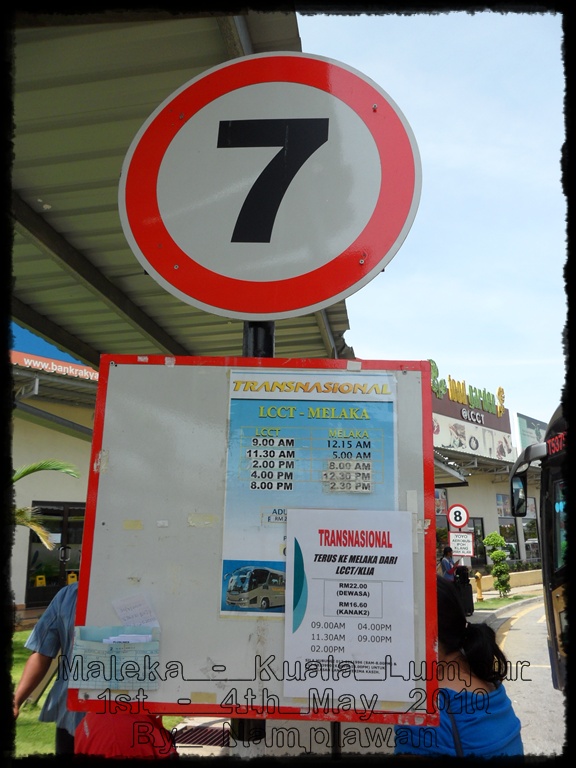 7
www.bankrakya
@LCCT
TRANSNASIONAL
LCCT - MELAKA
LCCT MELAKA
9.00 AM 12.15 AM
11.30 AM 5.00 AM
2.00 PM 8.00 AM
4.00 PM 12.30 PM
8.00 PM 2.30 PM
TRANSNASIONAL
TERUS KE MELAKA DARI
LCCT/KLIA
RM22.00
(DEWASA)
RM16.60
(KANAK2)
09.00AM 04.00PM
11.30AM 09.00PM
02.00PM
8
Maleka - Kuala Lumpur
1st - 4th May 2010
By Numplawan